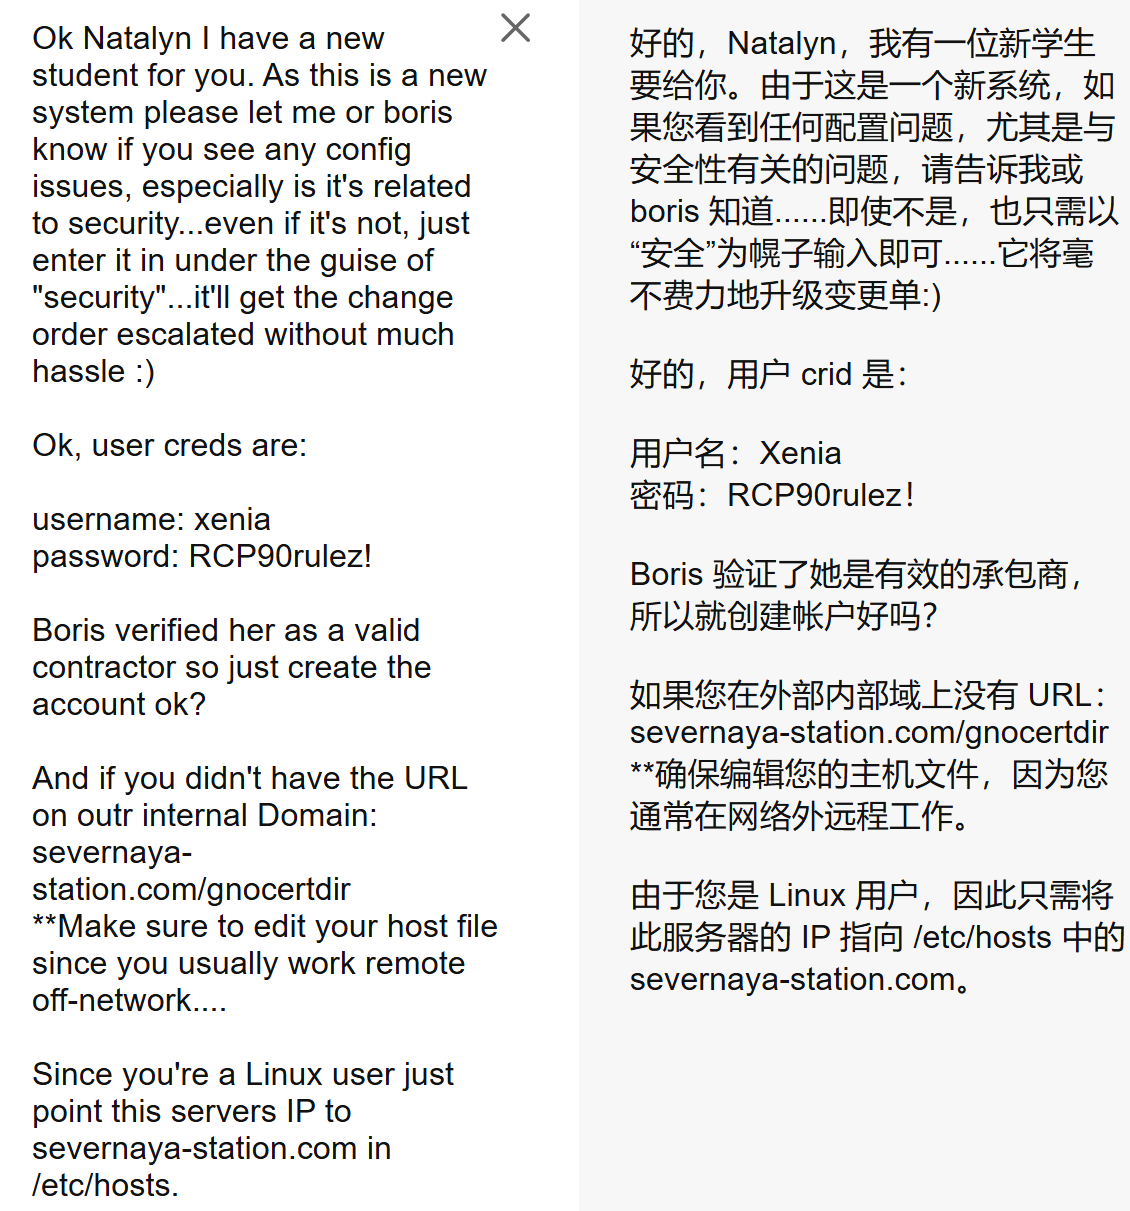 Ok Natalyn I have a new
student for you. As this is a new
system please let me or boris
know if you see any config
issues, especially is it's related
to security...even if it's not, just
enter it in under the guise of
"security"...it'll get the change
order escalated without much
hassle :)
Ok, user creds are:
username: xenia
password: RCP90rulez!
Boris verified her as a valid
contractor so just create the
account ok?
And if you didn't have the URL
on outr internal Domain:
severnaya-
station.com/gnocertdir
**Make sure to edit your host file
since you usually work remote
off-network....
Since you're a Linux user just
point this servers IP to
severnaya-station.com in
/etc/hosts.
好的，Natalyn，我有一位新学生
要给你。由于这是一个新系统，如
果您看到任何配置问题，尤其是与
安全性有关的问题，请告诉我或
boris 知道......即使不是，也只需以
“安全”为幌子输入即可......它将毫
不费力地升级变更单:)
好的，用户 crid 是：
用户名：Xenia
密码：RCP90rulez！
Boris 验证了她是有效的承包商，
所以就创建帐户好吗？
如果您在外部内部域上没有 URL：
severnaya-station.com/gnocertdir
**确保编辑您的主机文件，因为您
通常在网络外远程工作。
由于您是 Linux 用户，因此只需将
此服务器的 IP 指向 /etc/hosts 中的
severnaya-station.com。